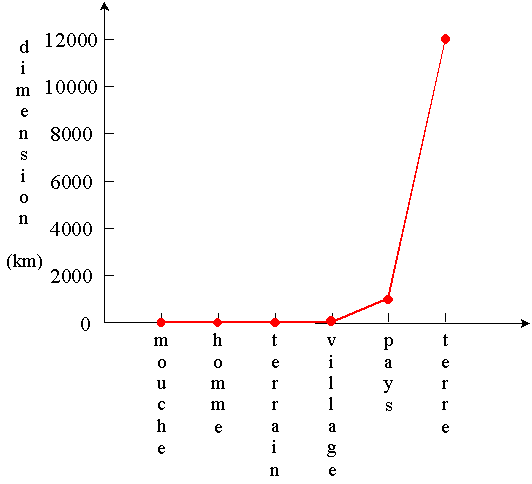 dimension
(km)
12000
10000
8000
6000
4000
2000
0
mouche
homme
terrain
village
pays
terre